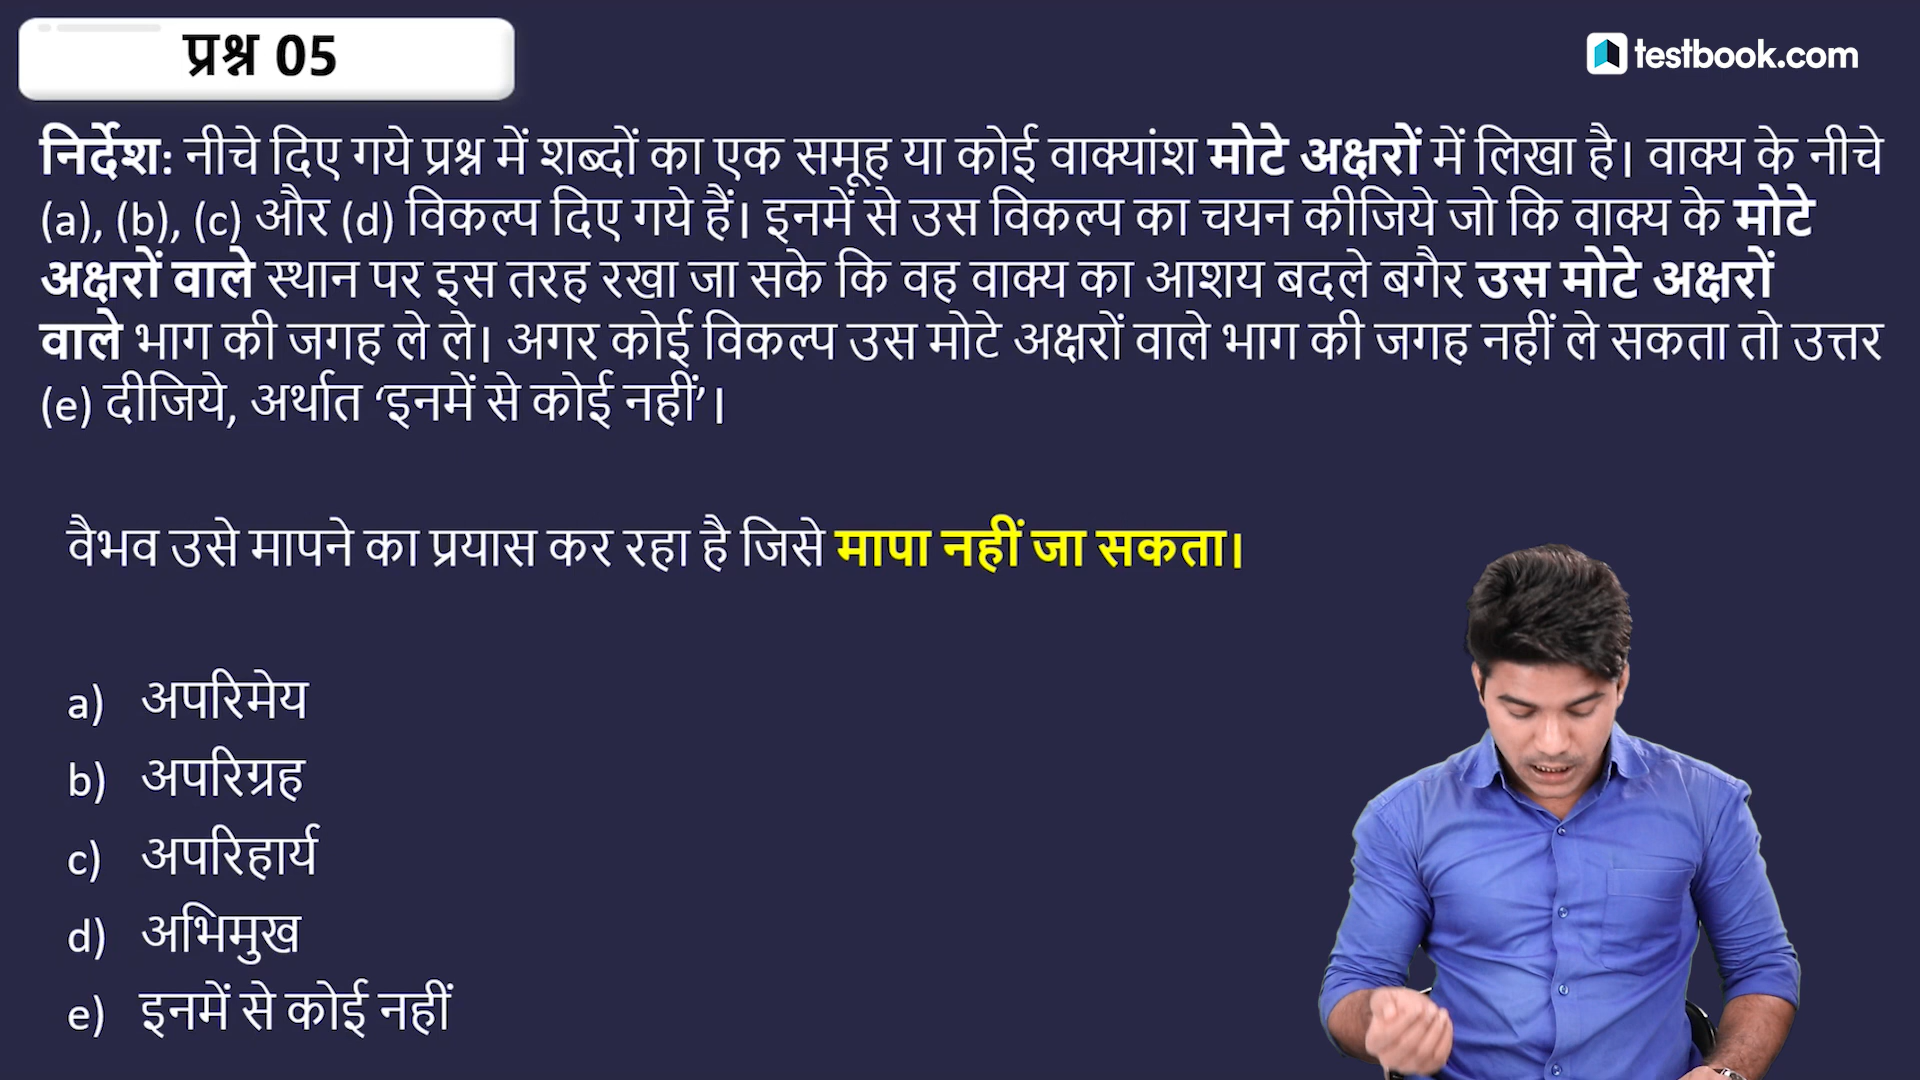 प्रश्न 05
testbook.com
निर्देश: नीचे दिए गये प्रश्न में शब्दों का एक समूह या कोई वाक्यांश मोटे अक्षरों में लिखा है। वाक्य के नीचे
(a), (b), (c) और (d) विकल्प दिए गये हैं। इनमें से उस विकल्प का चयन कीजिये जो कि वाक्य के मोटे
अक्षरों वाले स्थान पर इस तरह रखा जा सके कि वह वाक्य का आशय बदले बगैर उस मोटे अक्षरों
वाले भाग की जगह ले ले। अगर कोई विकल्प उस मोटे अक्षरों वाले भाग की जगह नहीं ले सकता तो उत्तर
(e) दीजिये, अर्थात ‘इनमें से कोई नहीं’।
वैभव उसे मापने का प्रयास कर रहा है जिसे मापा नहीं जा सकता।
a) अपरिमेय
b) अपरिग्रह
c) अपरिहार्य
d) अभिमुख
e) इनमें से कोई नहीं